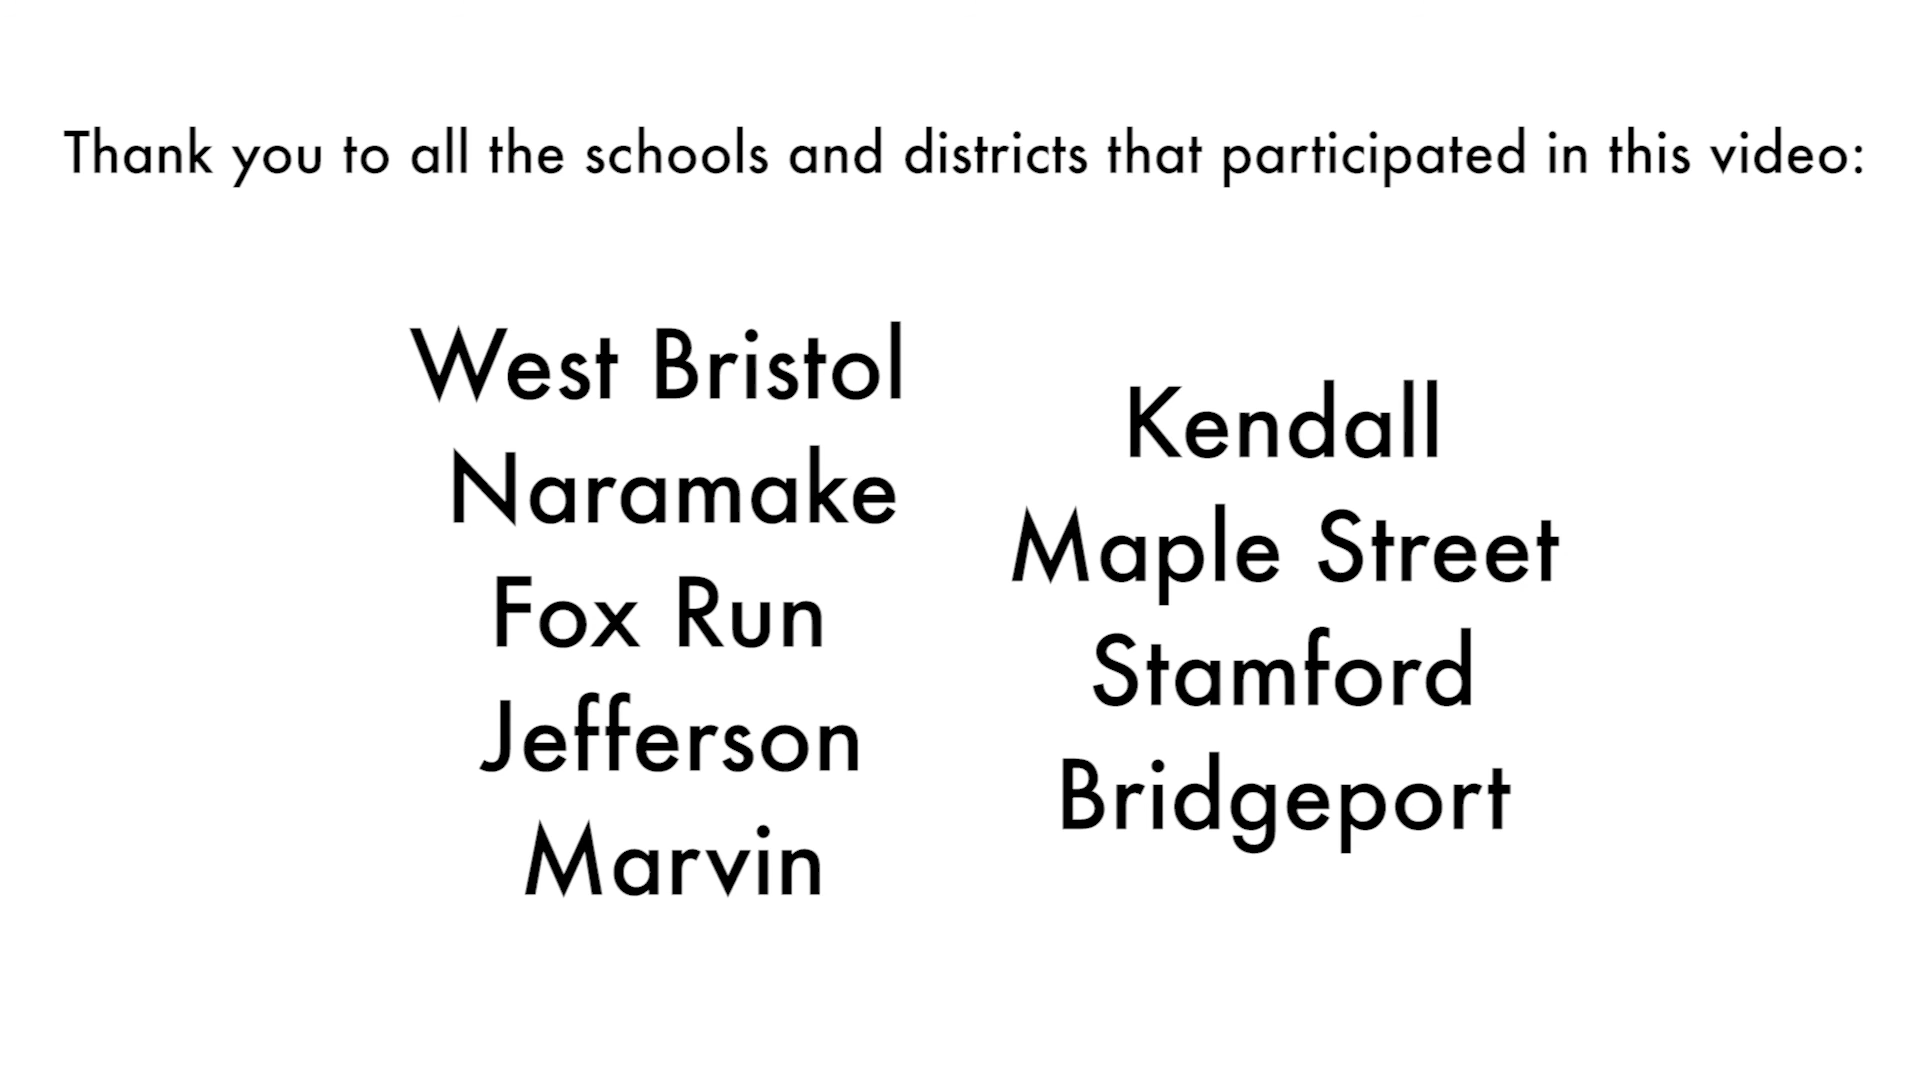 Thank you to all the schools and districts that participated in this video:
West Bristol
Naramake
Fox Run
Jefferson
Marvin
Kendall
Maple Street
Stamford
Bridgeport